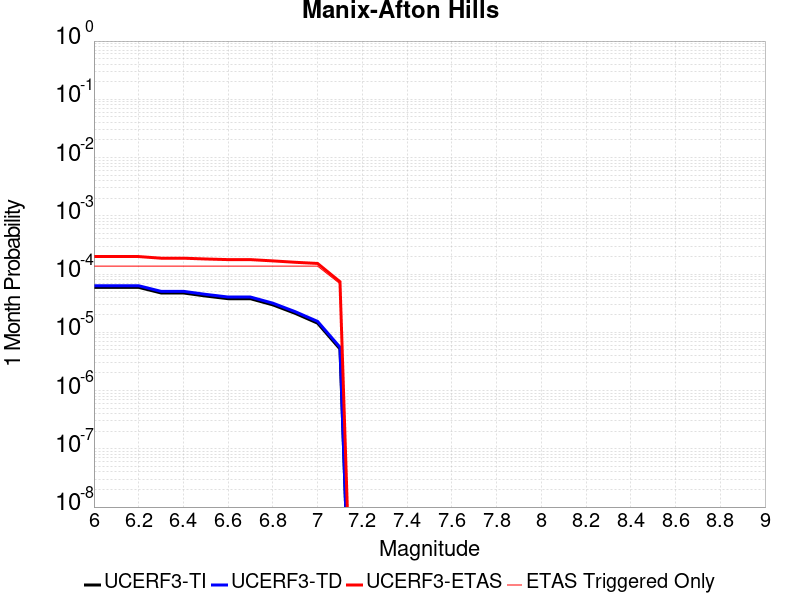 Manix-Afton Hills
10^0
10^-1
10^-2
10^-3
10^-4
10^-5
10^-6
10^-7
10^-8
1 Month Probability
6 6.2 6.4 6.6 6.8 7 7.2 7.4 7.6 7.8 8 8.2 8.4 8.6 8.8 9
Magnitude
UCERF3-TI UCERF3-TD UCERF3-ETAS ETAS Triggered Only